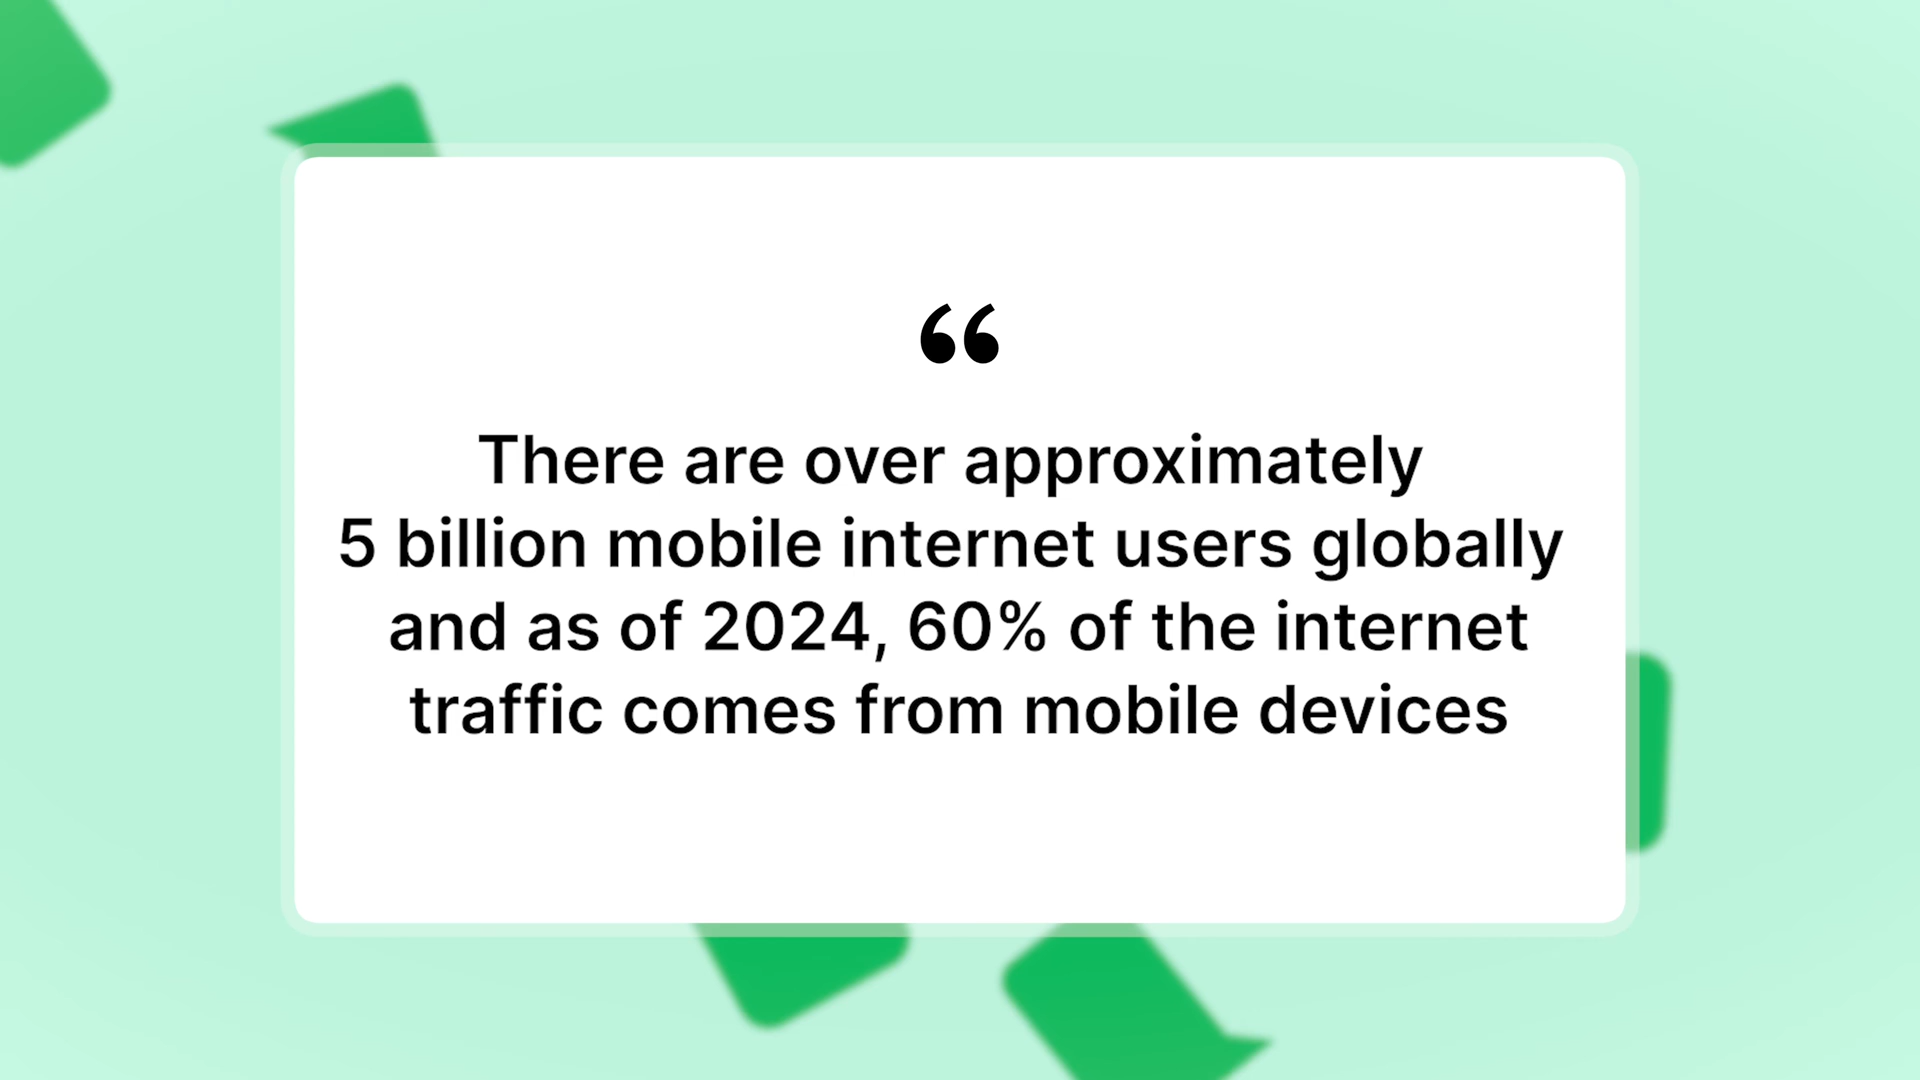 “
There are over approximately
5 billion mobile internet users globally
and as of 2024, 60% of the internet
traffic comes from mobile devices